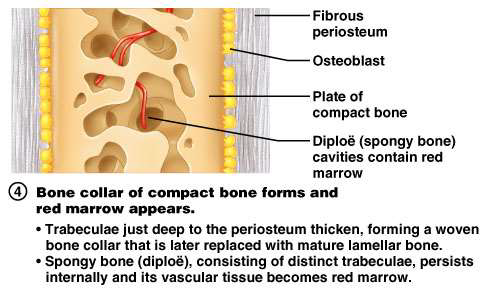 Fibrous
periosteum
Osteoblast
Plate of
compact bone
Diploë (spongy bone)
cavities contain red
marrow
4 Bone collar of compact bone forms and
red marrow appears.
• Trabeculae just deep to the periosteum thicken, forming a woven
bone collar that is later replaced with mature lamellar bone.
• Spongy bone (diploë), consisting of distinct trabeculae, persists
internally and its vascular tissue becomes red marrow.